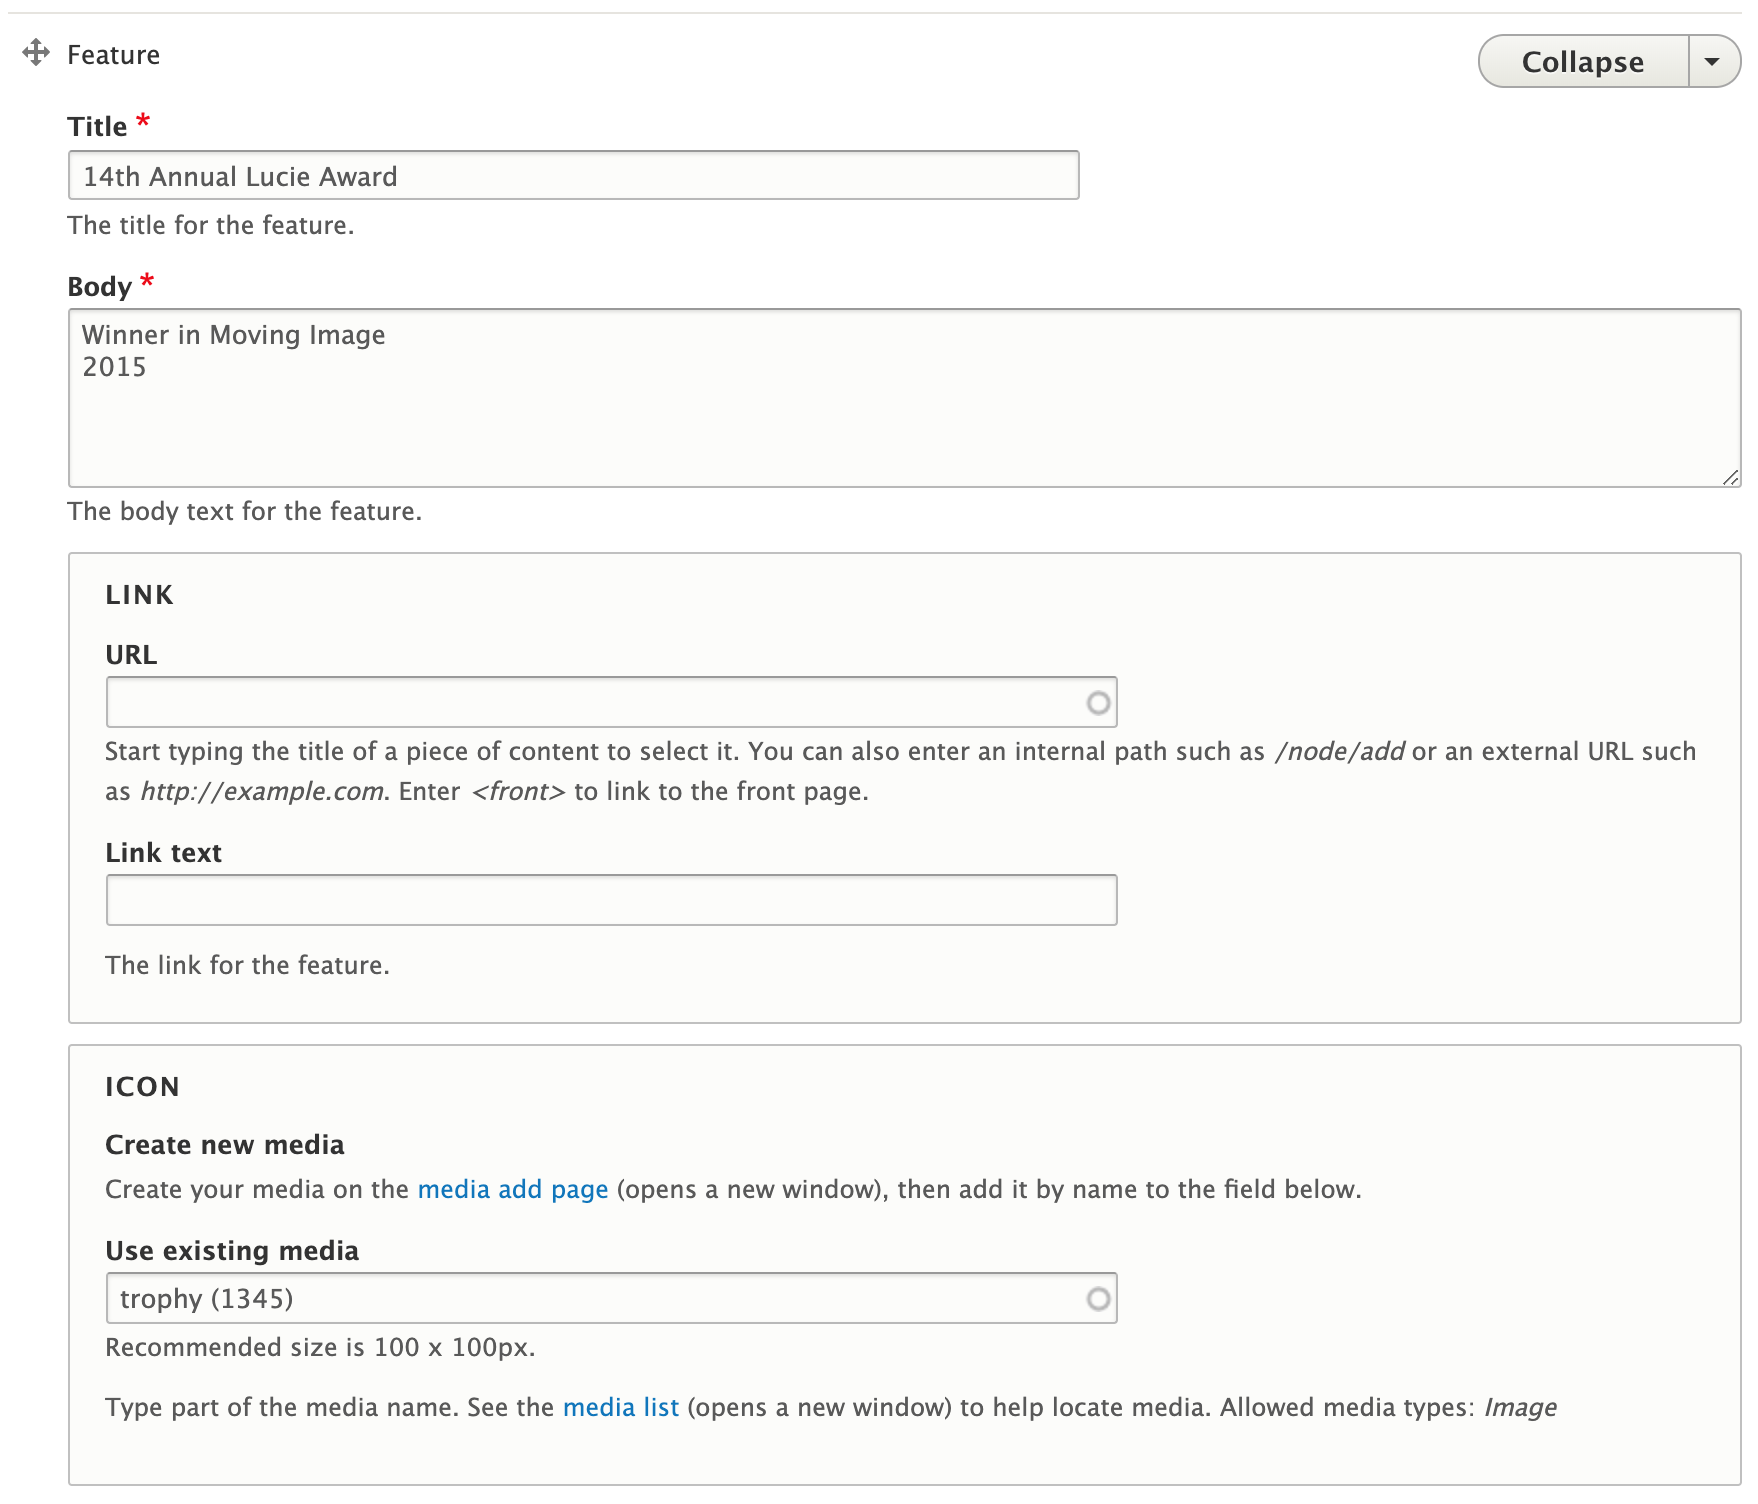 Feature
Collapse
Title *
14th Annual Lucie Award
The title for the feature.
Body *
Winner in Moving Image
2015
The body text for the feature.
LINK
URL
Start typing the title of a piece of content to select it. You can also enter an internal path such as /node/add or an external URL such
as http://example.com. Enter <front> to link to the front page.
Link text
The link for the feature.
ICON
Create new media
Create your media on the media add page (opens a new window), then add it by name to the field below.
Use existing media
trophy (1345)
Recommended size is 100 x 100px.
Type part of the media name. See the media list (opens a new window) to help locate media. Allowed media types: Image